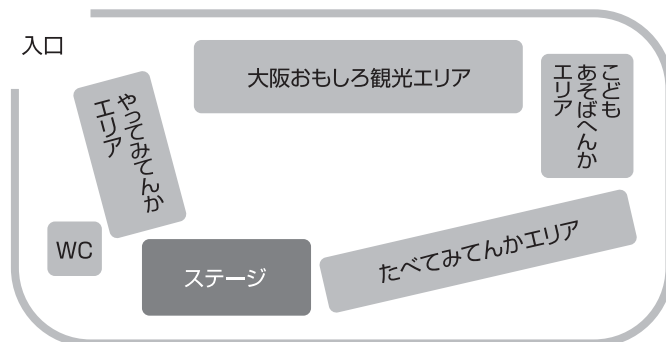 入口
大阪おもしろ観光エリア
こども
あそばへんか
エリア
やってみてんか
エリア
WC
ステージ
たべてみてんかエリア